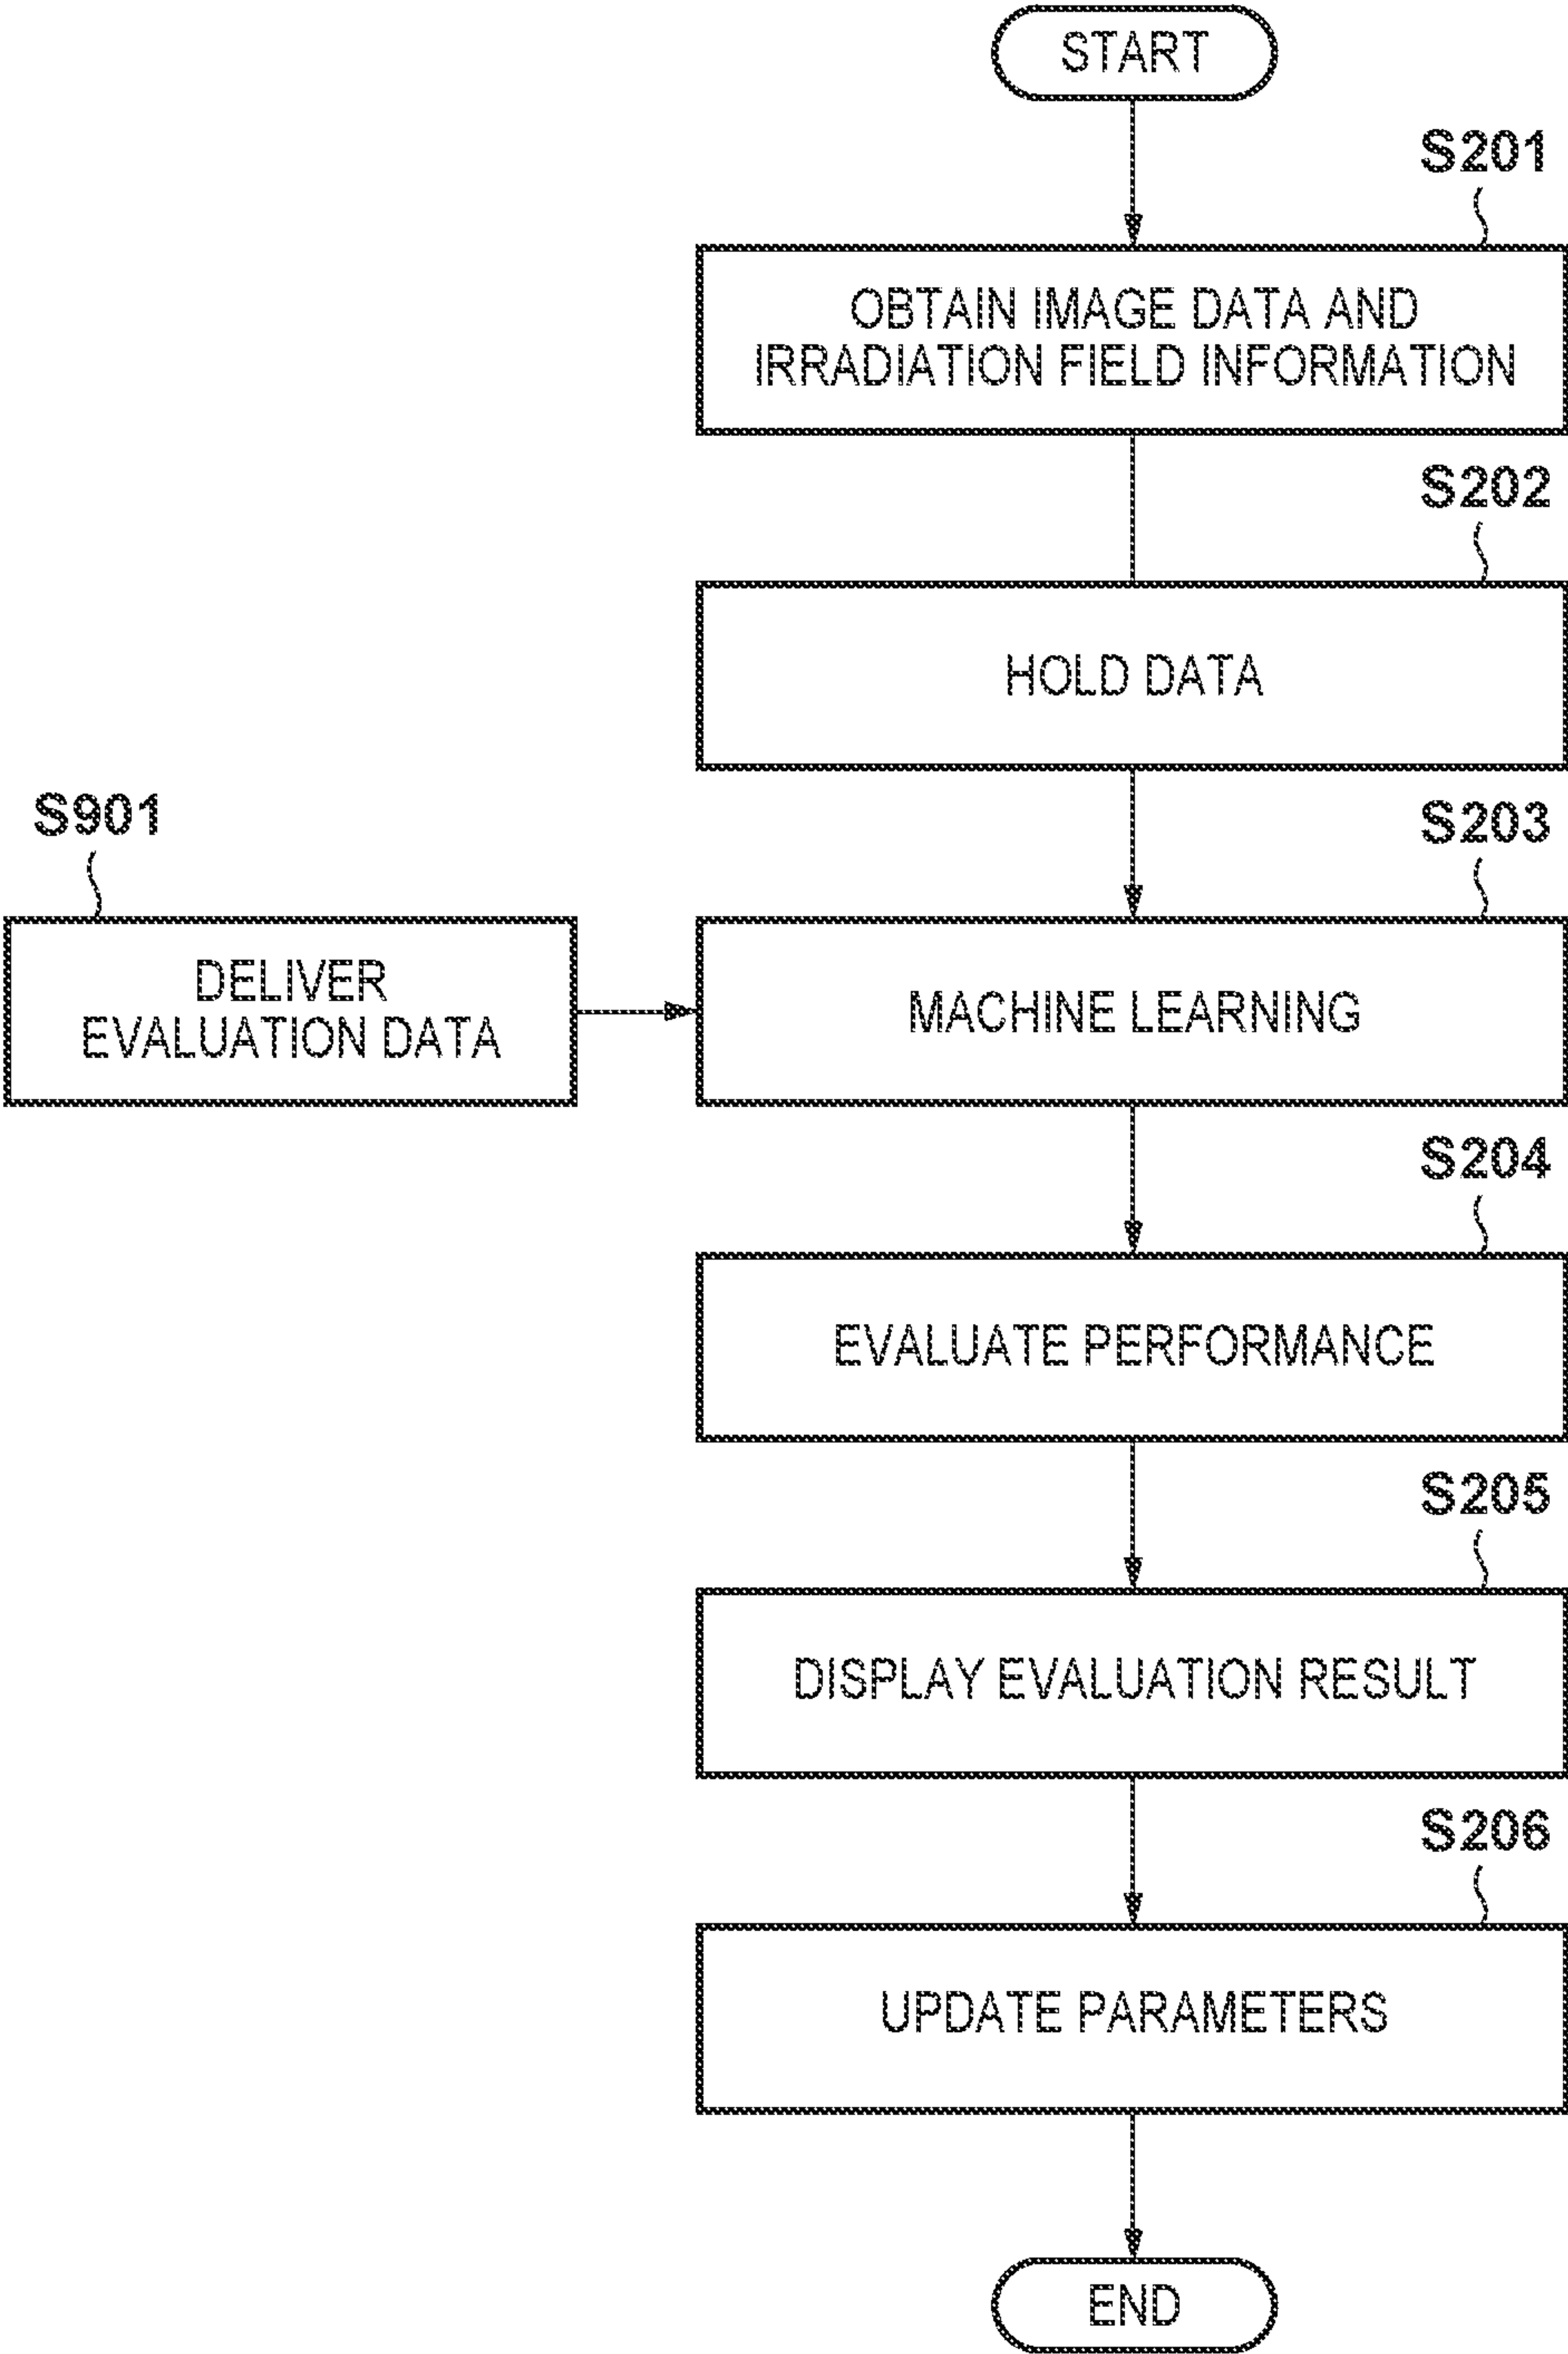 START
S201
OBTAIN IMAGE DATA AND
IRRADIATION FIELD INFORMATION
S202
HOLD DATA
S901
DELIVER
EVALUATION DATA
S203
MACHINE LEARNING
S204
EVALUATE PERFORMANCE
S205
DISPLAY EVALUATION RESULT
S206
UPDATE PARAMETERS
END